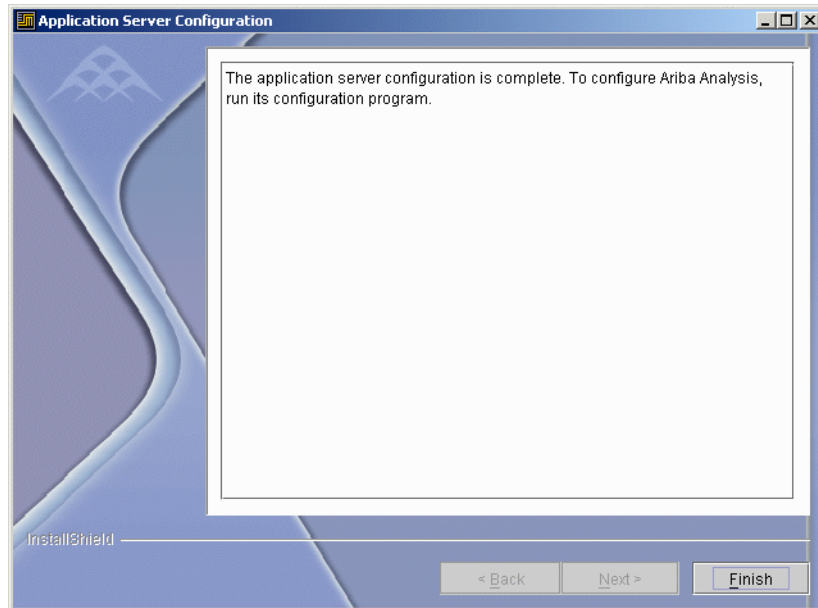 Application Server Configuration
The application server configuration is complete. To configure Ariba Analysis,
run its configuration program.
InstallShield
< Back
Next >
Finish